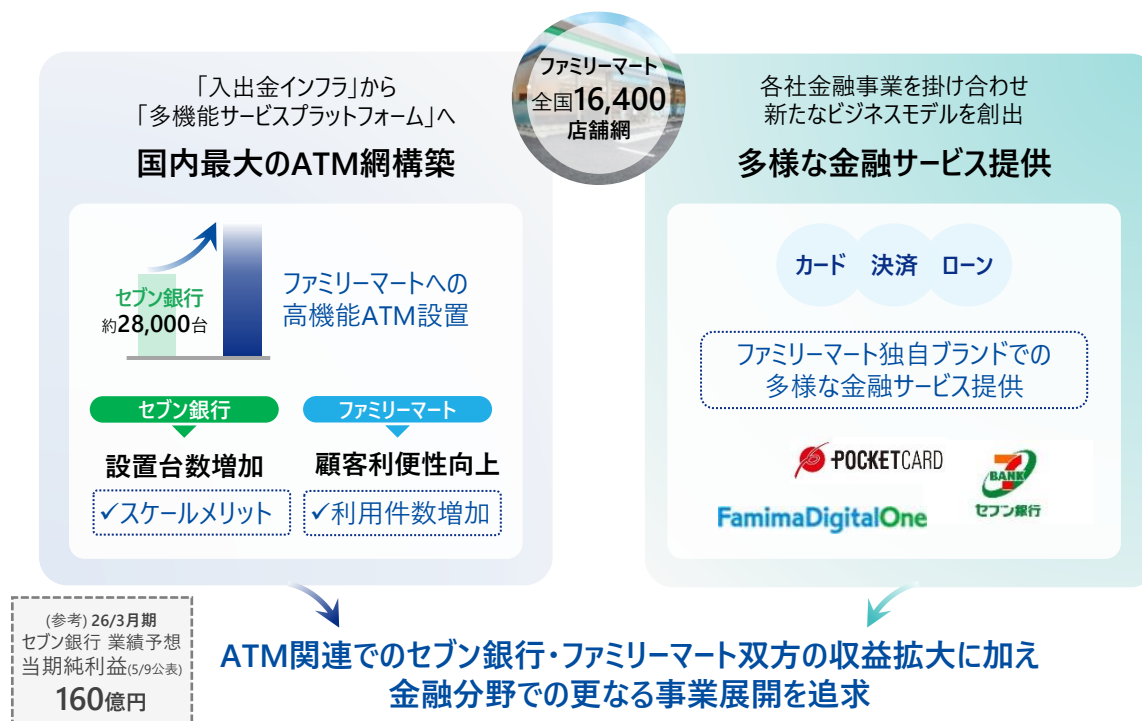 ファミリーマート
全国16,400
店舗網
「入出金インフラ」から
「多機能サービスプラットフォーム」へ
国内最大のATM網構築
セブン銀行
約28,000台
ファミリーマートへの
高機能ATM設置
セブン銀行
設置台数増加
✓スケールメリット
ファミリーマート
顧客利便性向上
✓利用件数増加
各社金融事業を掛け合わせ
新たなビジネスモデルを創出
多様な金融サービス提供
カード 決済 ローン
ファミリーマート独自ブランドでの
多様な金融サービス提供
POCKETCARD
FamimaDigitalOne
7
BANK
セブン銀行
(参考) 26/3月期
セブン銀行 業績予想
当期純利益(5/9公表)
160億円
ATM関連でのセブン銀行・ファミリーマート双方の収益拡大に加え
金融分野での更なる事業展開を追求